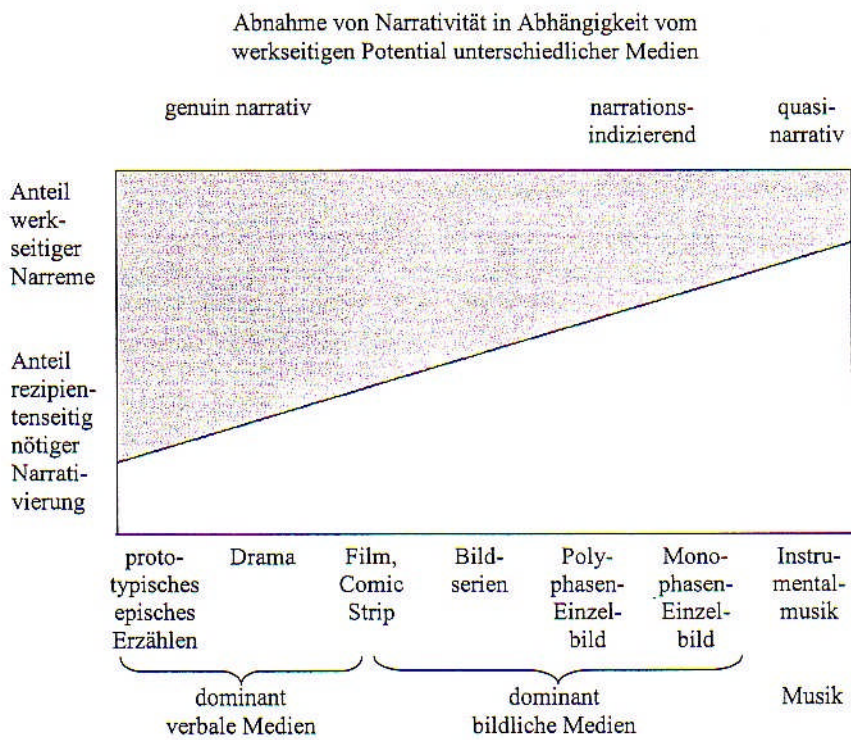 Abnahme von Narrativität in Abhängigkeit vom
werkseitigen Potential unterschiedlicher Medien
genuin narrativ
narrations-
indizierend
quasi-
narrativ
Anteil
werk-
seitiger
Narreme
Anteil
rezipien-
tenseitig
nötiger
Narrati-
vierung
proto-
typisches
episches
Erzählen
Drama
Film,
Comic
Strip
Bild-
serien
Poly-
phasen-
Einzel-
bild
Mono-
phasen-
Einzel-
bild
Instru-
mental-
musik
dominant
verbale Medien
dominant
bildliche Medien
Musik